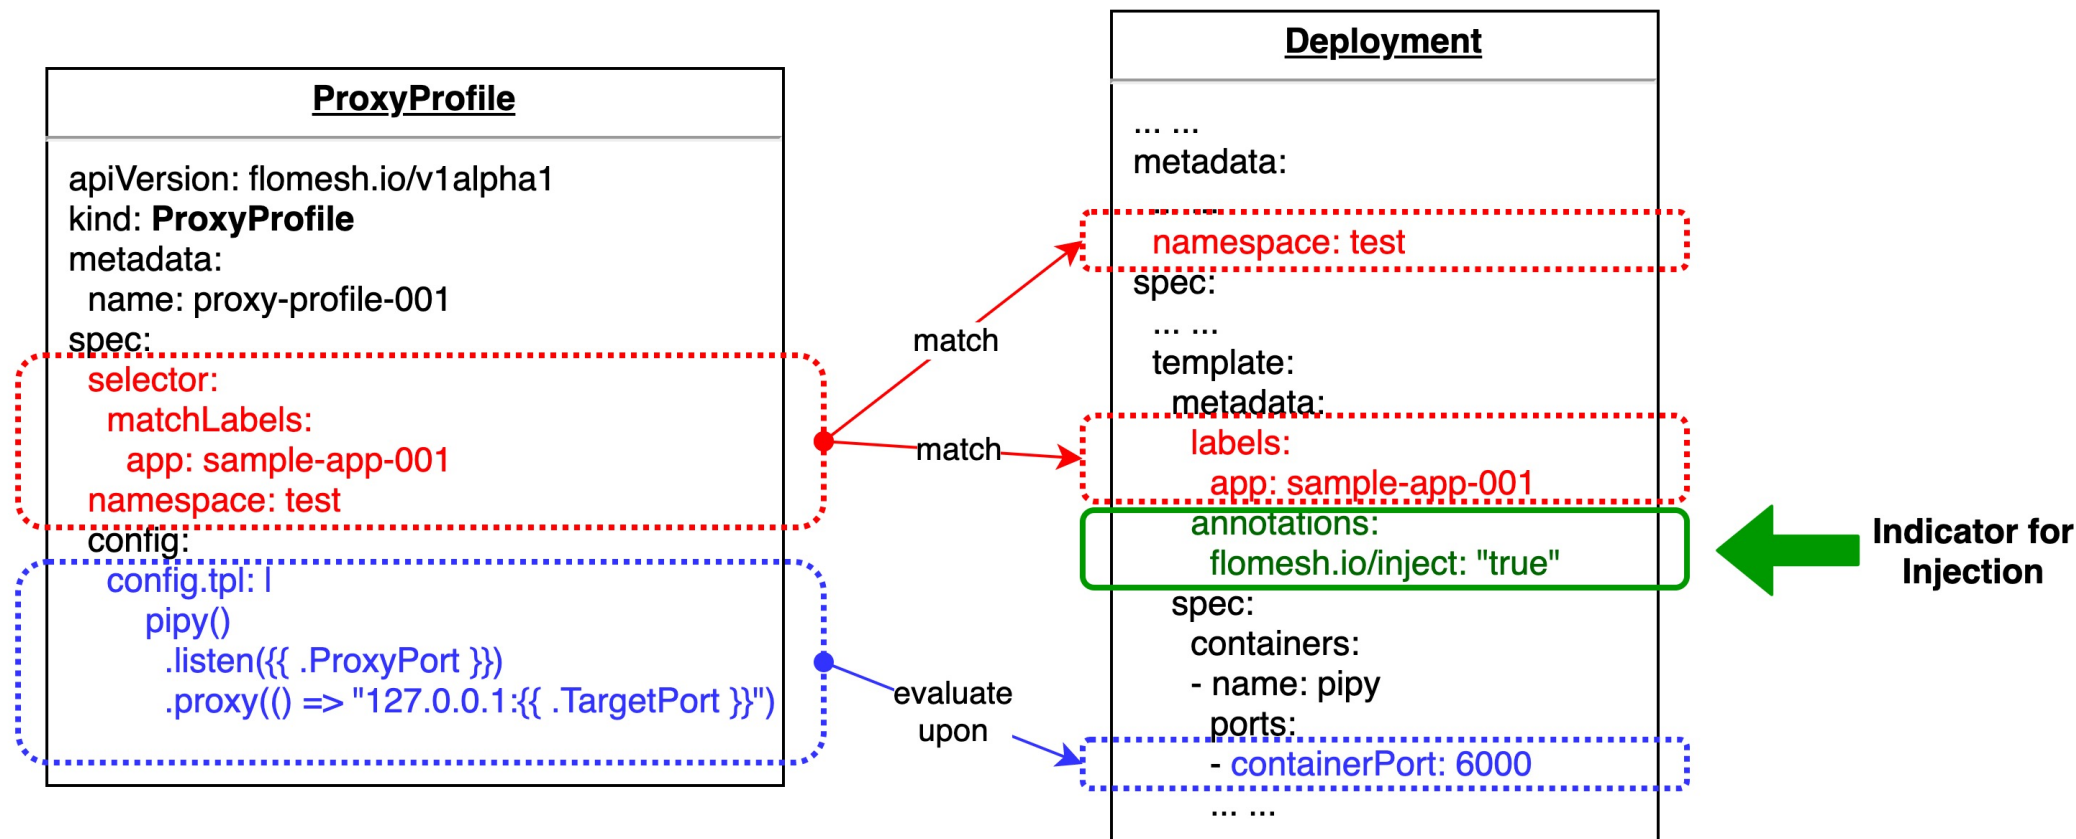 ProxyProfile
apiVersion: flomesh.io/v1alpha1
kind: ProxyProfile
metadata:
name: proxy-profile-001
spec:
selector:
matchLabels:
app: sample-app-001
namespace: test
config:
config.tpl: |
pipy()
.listen({{ .ProxyPort }})
.proxy(() => "127.0.0.1:{{ .TargetPort }}")
match
match
evaluate
upon
Deployment
... ...
metadata:
... ...
namespace: test
spec:
... ...
template:
metadata:
labels:
app: sample-app-001
annotations:
flomesh.io/inject: "true"
spec:
containers:
- name: pipy
ports:
- containerPort: 6000
... ...
Indicator for
Injection